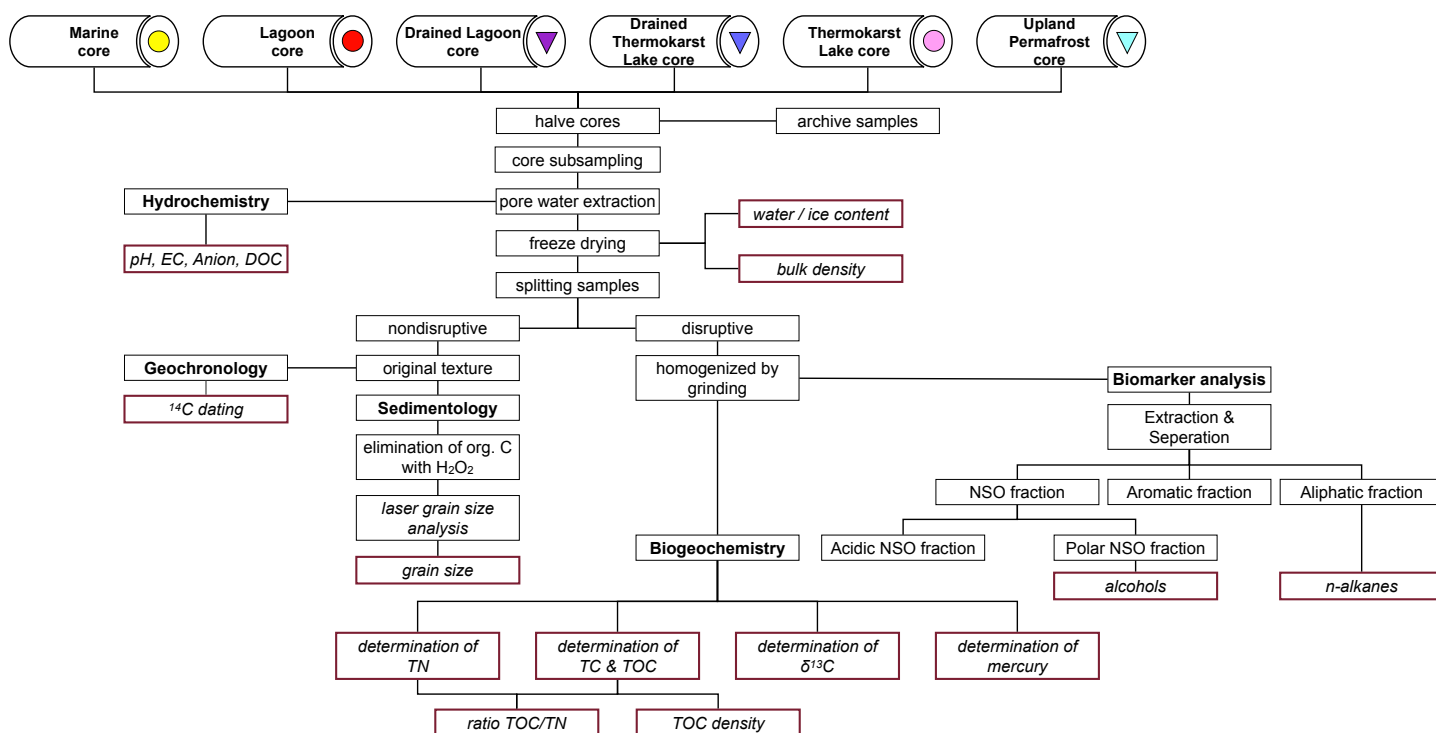 Marine
core
Lagoon
core
Drained Lagoon
core
Drained
Thermokarst
Lake core
Thermokarst
Lake core
Upland
Permafrost
core
halve cores
archive samples
core subsampling
Hydrochemistry
pore water extraction
water / ice content
pH, EC, Anion, DOC
freeze drying
bulk density
splitting samples
nondisruptive
disruptive
Geochronology
original texture
homogenized by
grinding
Biomarker analysis
¹⁴C dating
Sedimentology
Extraction &
Seperation
elimination of org. C
with H₂O₂
NSO fraction
Aromatic fraction
Aliphatic fraction
laser grain size
analysis
Biogeochemistry
Acidic NSO fraction
Polar NSO fraction
grain size
alcohols
n-alkanes
determination of
TN
determination of
TC & TOC
determination of
δ¹³C
determination of
mercury
ratio TOC/TN
TOC density